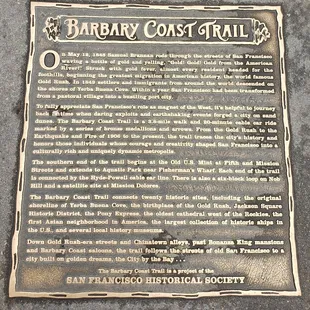 BARBARY COAST TRAIL
On May 12, 1848 Samuel Brannan rode through the streets of San Francisco
waving a bottle of gold and yelling, "Gold! Gold! Gold from the American
River!" Struck with gold fever, almost every resident headed for the
foothills, beginning the greatest migration in American history, the world famous
Gold Rush. In 1849 settlers and immigrants from around the world descended on
the shores of Yerba Buena Cove. Within a year San Francisco had been transformed
from a pastoral village into a bustling port city.
To fully appreciate San Francisco's role as magnet of the West, it's helpful to journey
back in time when daring exploits and earthshaking events forged a city on sand
dunes. The Barbary Coast Trail is a walk and cable car ride
marked by a series of bronze medallions and arrows. From the Gold Rush to the
Earthquake and Fire of 1906 to the present, the trail traces the city's history and
honors those individuals whose courage and creativity shaped San Francisco into a
culturally rich and uniquely dynamic metropolis.
The southern end of the trail begins at the Old U.S. Mint at Fifth and Mission
Streets and extends to Aquatic Park near Fisherman's Wharf. Each end of the trail
is connected by the Hyde-Powell cable car line. There is also a six-block loop on Nob
Hill and a satellite site at Mission Dolores.
The Barbary Coast Trail connects twenty historic sites, including the original
shoreline of Yerba Buena Cove, the birthplace of the Gold Rush, Jackson Square
Historic District, the Pony Express, the oldest cathedral west of the Rockies, the
first Asian neighborhood in America, the largest collection of historic ships in
the U.S., and several local history museums.
Down Gold Rush-era streets and Chinatown alleys, past Bonanza King mansions
and Barbary Coast saloons, the trail follows the streets of old San Francisco to a
city built on golden dreams, the City by the Bay . . .
The Barbary Coast Trail is a project of the
SAN FRANCISCO HISTORICAL SOCIETY